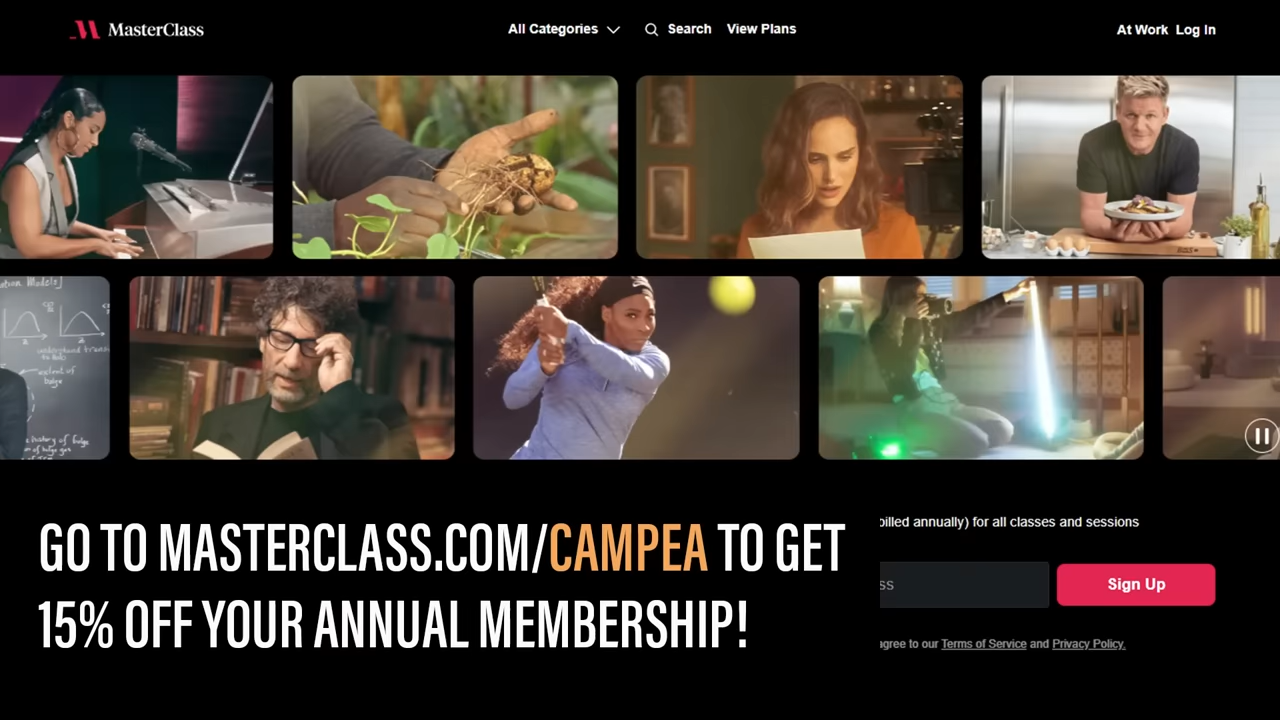 MasterClass
All Categories
Search
View Plans
At Work
Log In
GO TO MASTERCLASS.COM/CAMPEA TO GET
15% OFF YOUR ANNUAL MEMBERSHIP!
billed annually) for all classes and sessions
ss
Sign Up
agree to our Terms of Service and Privacy Policy.